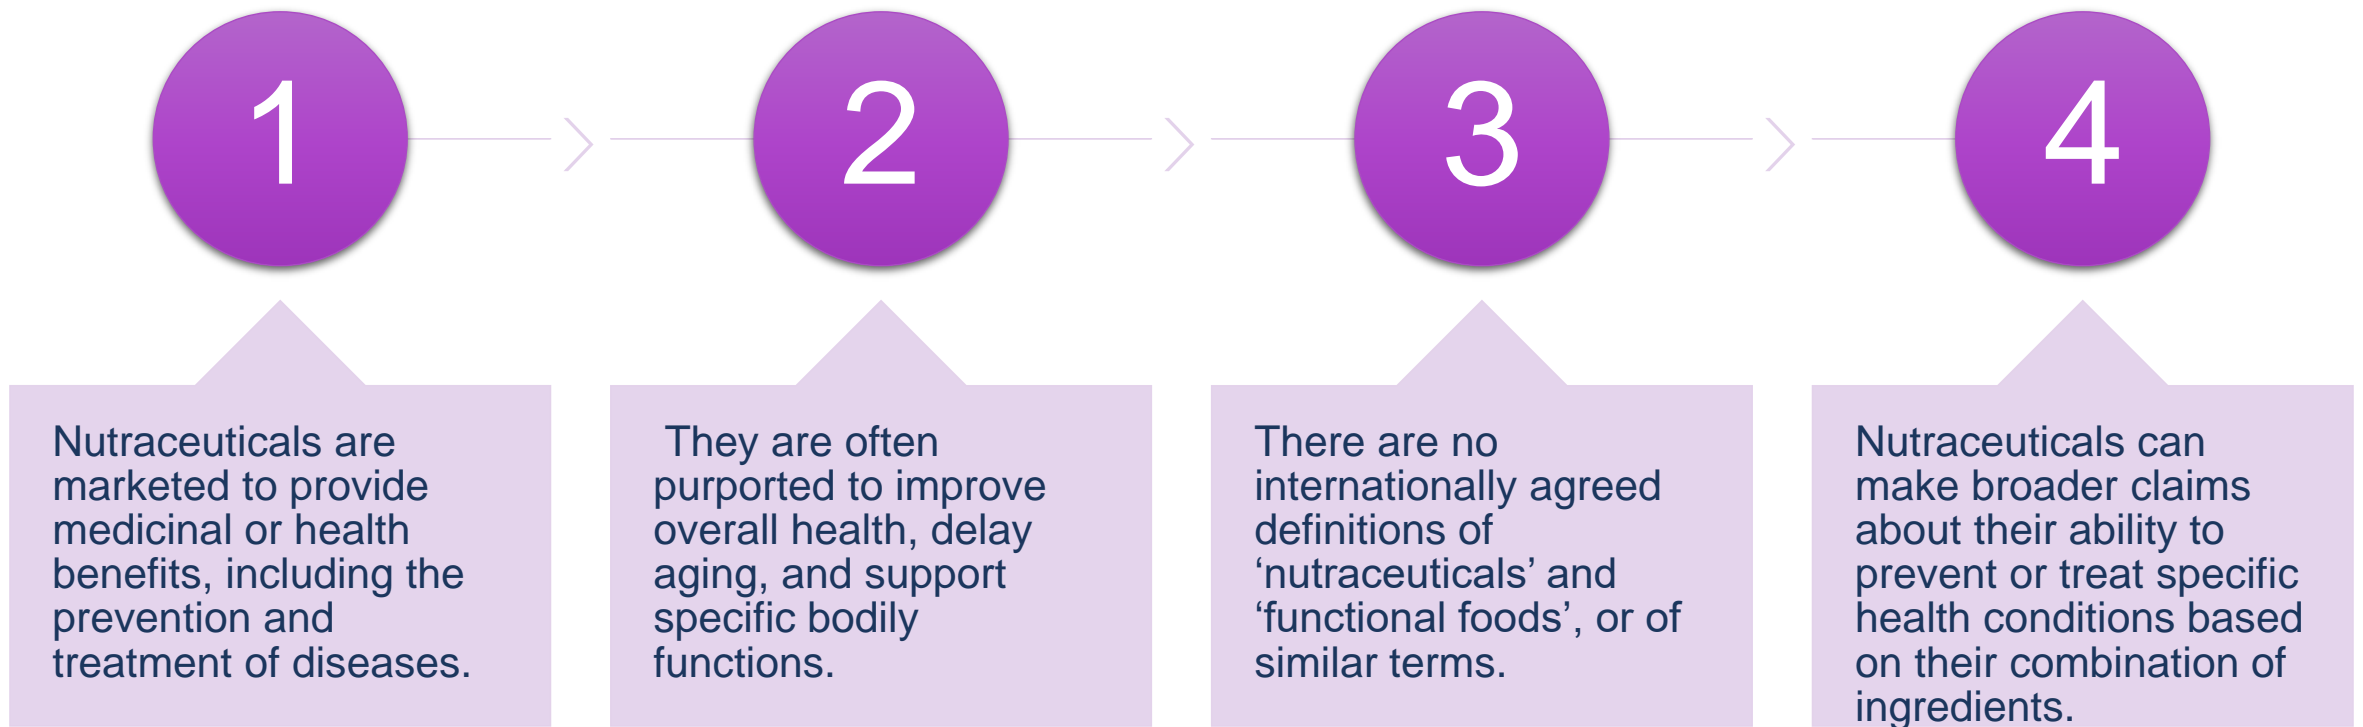 1
2
3
4
Nutraceuticals are
marketed to provide
medicinal or health
benefits, including the
prevention and
treatment of diseases.
They are often
purported to improve
overall health, delay
aging, and support
specific bodily
functions.
There are no
internationally agreed
definitions of
‘nutraceuticals’ and
‘functional foods’, or of
similar terms.
Nutraceuticals can
make broader claims
about their ability to
prevent or treat specific
health conditions based
on their combination of
ingredients.